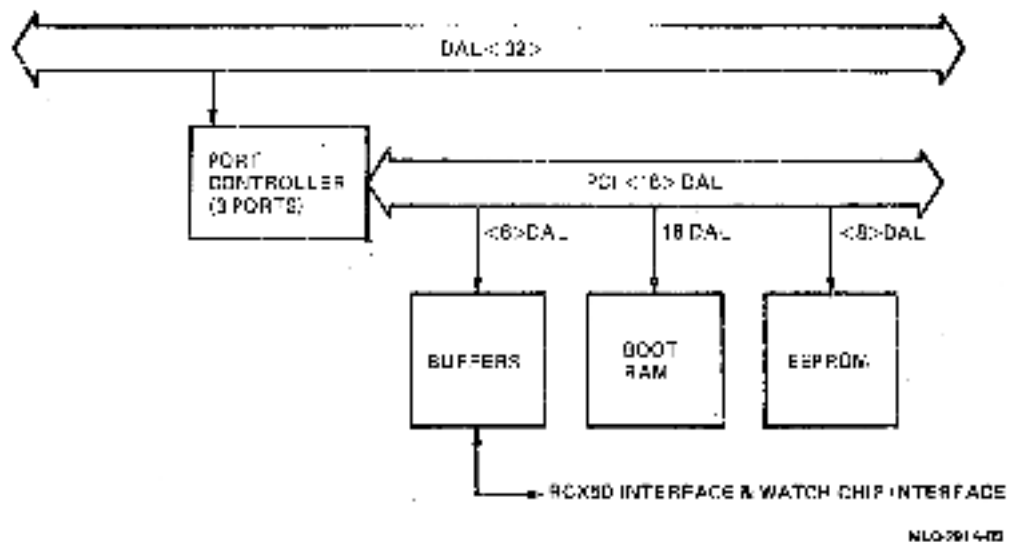 DAL<32>
PORT
CONTROLLER
(3 PORTS)
PCI <16> DAL
<6>DAL
16 DAL
<8>DAL
BUFFERS
BOOT
RAM
EEPROM
RCX50 INTERFACE & WATCH CHIP INTERFACE